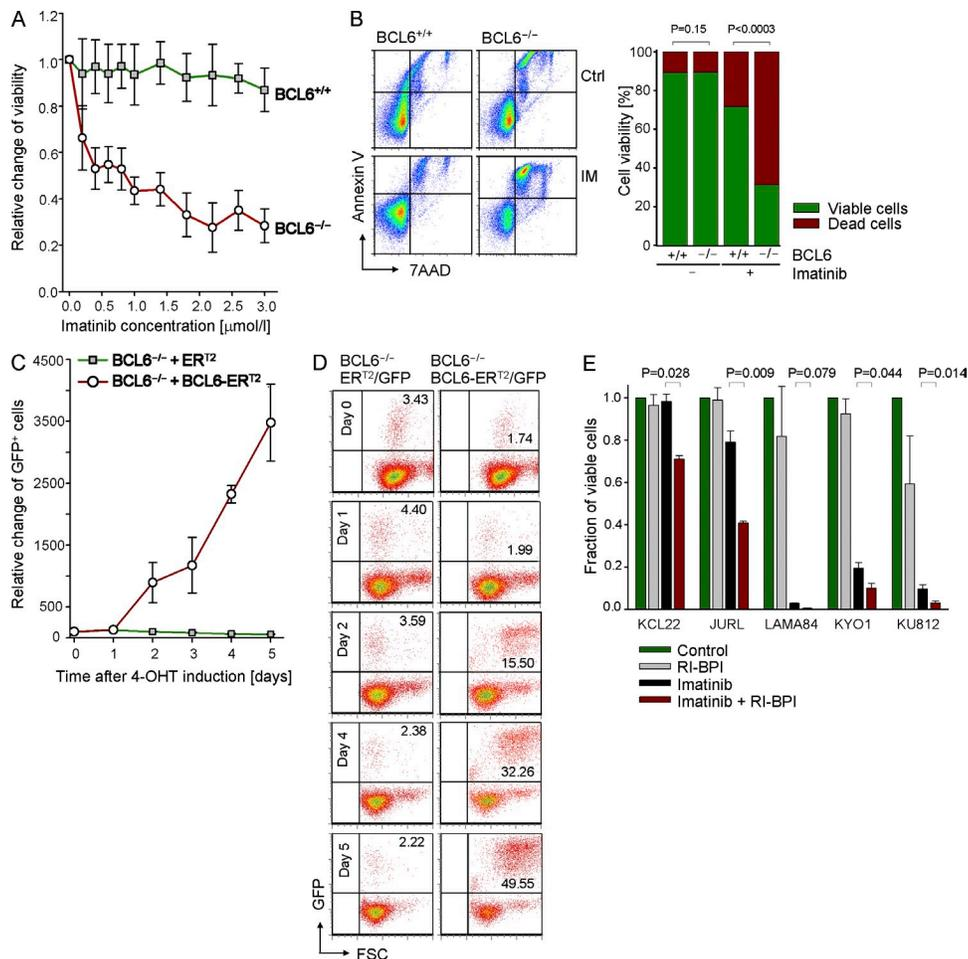 A
1.2
1.0
0.8
0.6
0.4
0.2
0.0
Relative change of viability
BCL6+/+
BCL6−/−
0.0 0.5 1.0 1.5 2.0 2.5 3.0
Imatinib concentration [μmol/l]
B
BCL6+/+ BCL6−/−
Ctrl
IM
Annexin V
7AAD
P=0.15 P<0.0003
100
80
60
40
20
0
Cell viability [%]
Viable cells
Dead cells
+/+ −/− +/+ −/− BCL6
− + Imatinib
C
BCL6−/− + ERT2
BCL6−/− + BCL6-ERT2
4500
3500
2500
1500
500
0
Relative change of GFP+ cells
0 1 2 3 4 5
Time after 4-OHT induction [days]
D
BCL6−/− BCL6−/−
ERT2/GFP BCL6-ERT2/GFP
Day 0 3.43 1.74
Day 1 4.40 1.99
Day 2 3.59 15.50
Day 4 2.38 32.26
Day 5 2.22 49.55
GFP
FSC
E
P=0.028 P=0.009 P=0.079 P=0.044 P=0.014
1.0
0.8
0.6
0.4
0.2
0.0
Fraction of viable cells
KCL22 JURL LAMA84 KYO1 KU812
Control
RI-BPI
Imatinib
Imatinib + RI-BPI